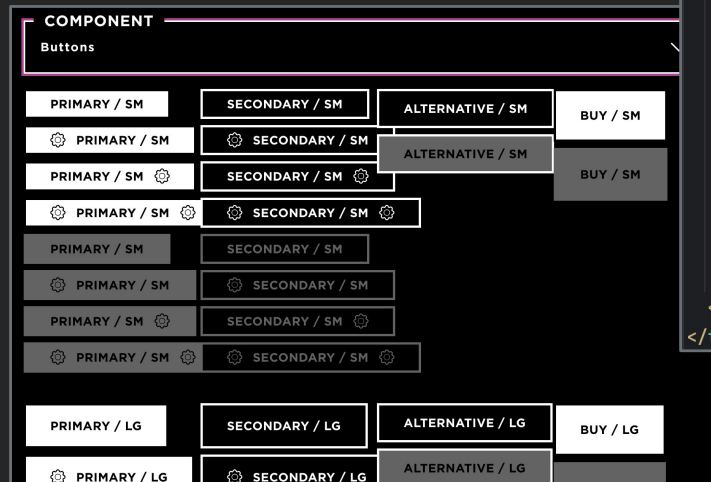 COMPONENT
Buttons
PRIMARY / SM
SECONDARY / SM
ALTERNATIVE / SM
BUY / SM
PRIMARY / SM
SECONDARY / SM
ALTERNATIVE / SM
PRIMARY / SM
SECONDARY / SM
BUY / SM
PRIMARY / SM
SECONDARY / SM
PRIMARY / SM
SECONDARY / SM
PRIMARY / SM
SECONDARY / SM
PRIMARY / SM
SECONDARY / SM
</
PRIMARY / SM
SECONDARY / SM
PRIMARY / LG
SECONDARY / LG
ALTERNATIVE / LG
BUY / LG
PRIMARY / LG
SECONDARY / LG
ALTERNATIVE / LG